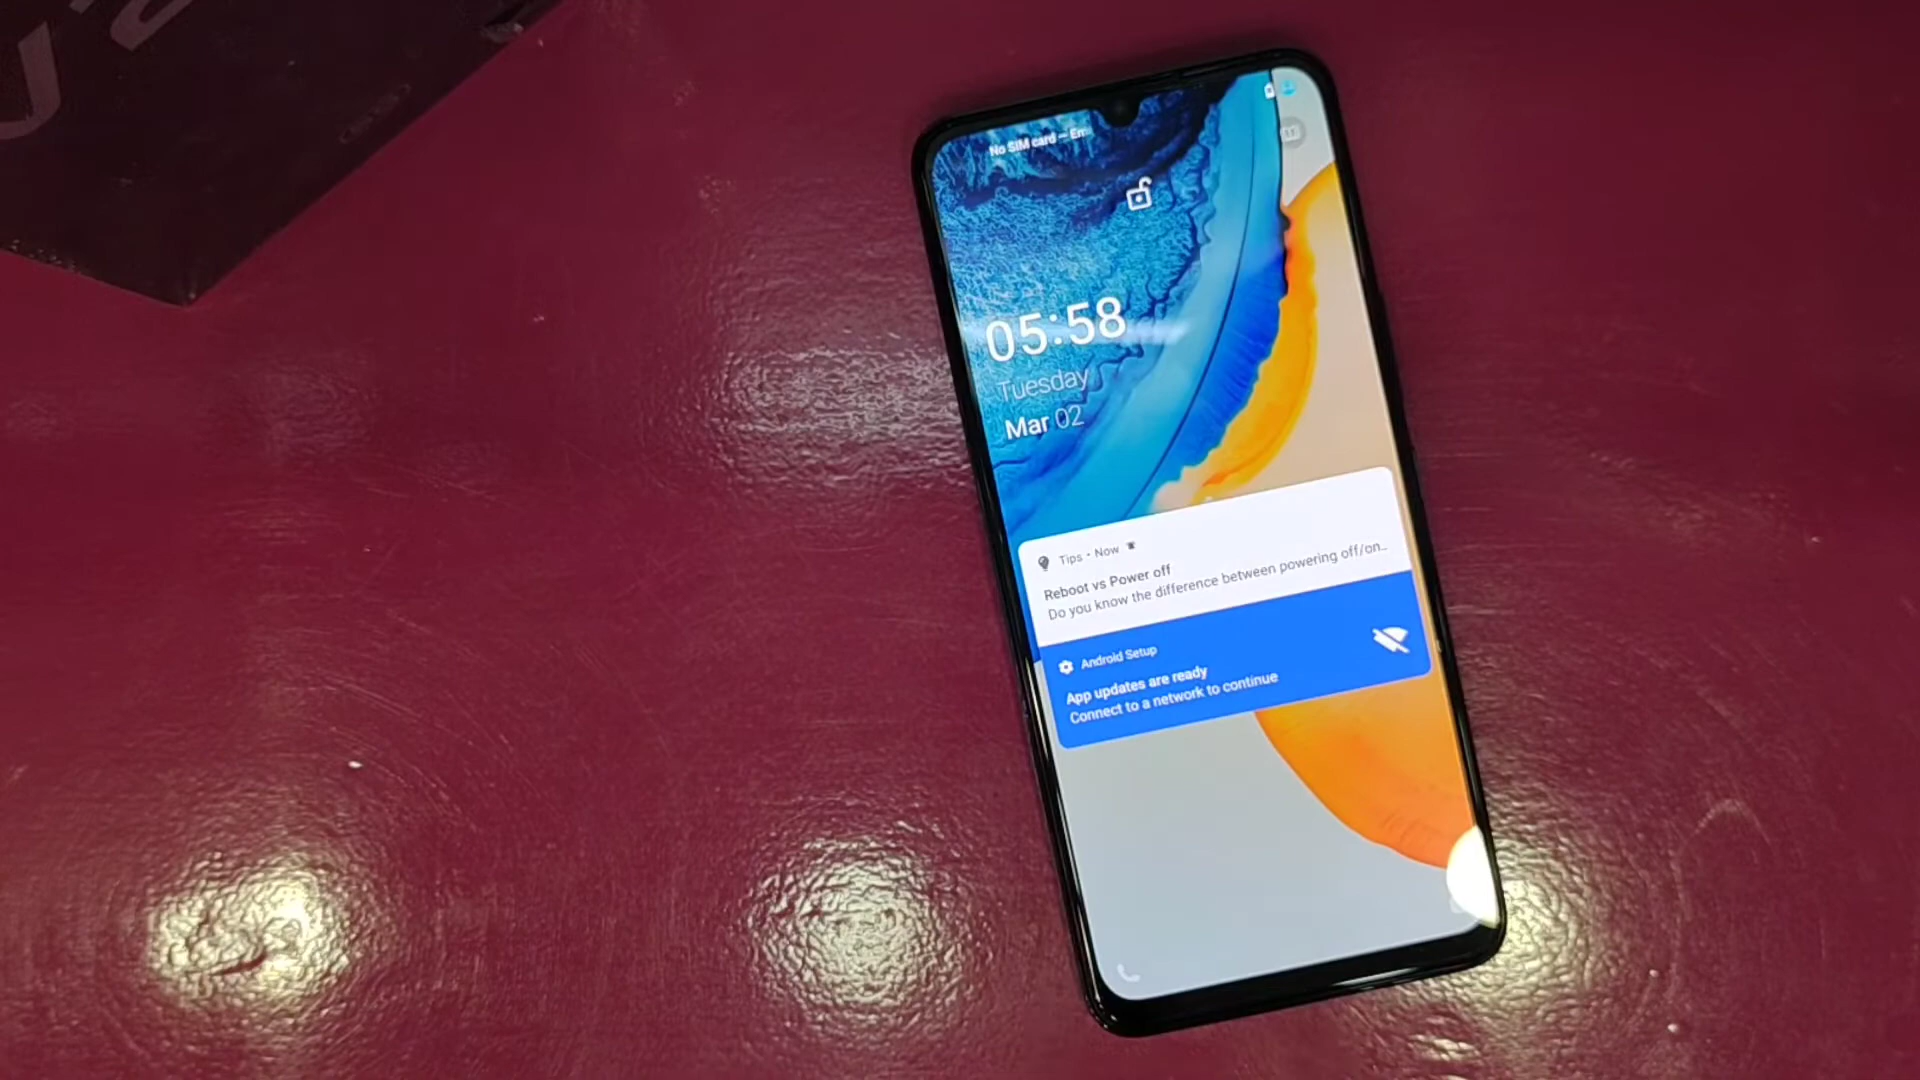 No SIM card – Em
05:58
Tuesday
Mar 02
Tips • Now
Reboot vs Power off
Do you know the difference between powering off/on...
Android Setup
App updates are ready
Connect to a network to continue